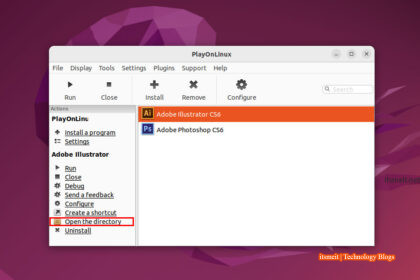 PlayOnLinux
File Display Tools Settings Plugins Support Help
Run Close Install Remove Configure Search
Actions
PlayOnLinux
Install a program
Settings
Adobe Illustrator
Run
Close
Debug
Send a feedback
Configure
Create a shortcut
Open the directory
Uninstall
Ai Adobe Illustrator CS6
Ps Adobe Photoshop CS6
itsmeit | Technology Blogs